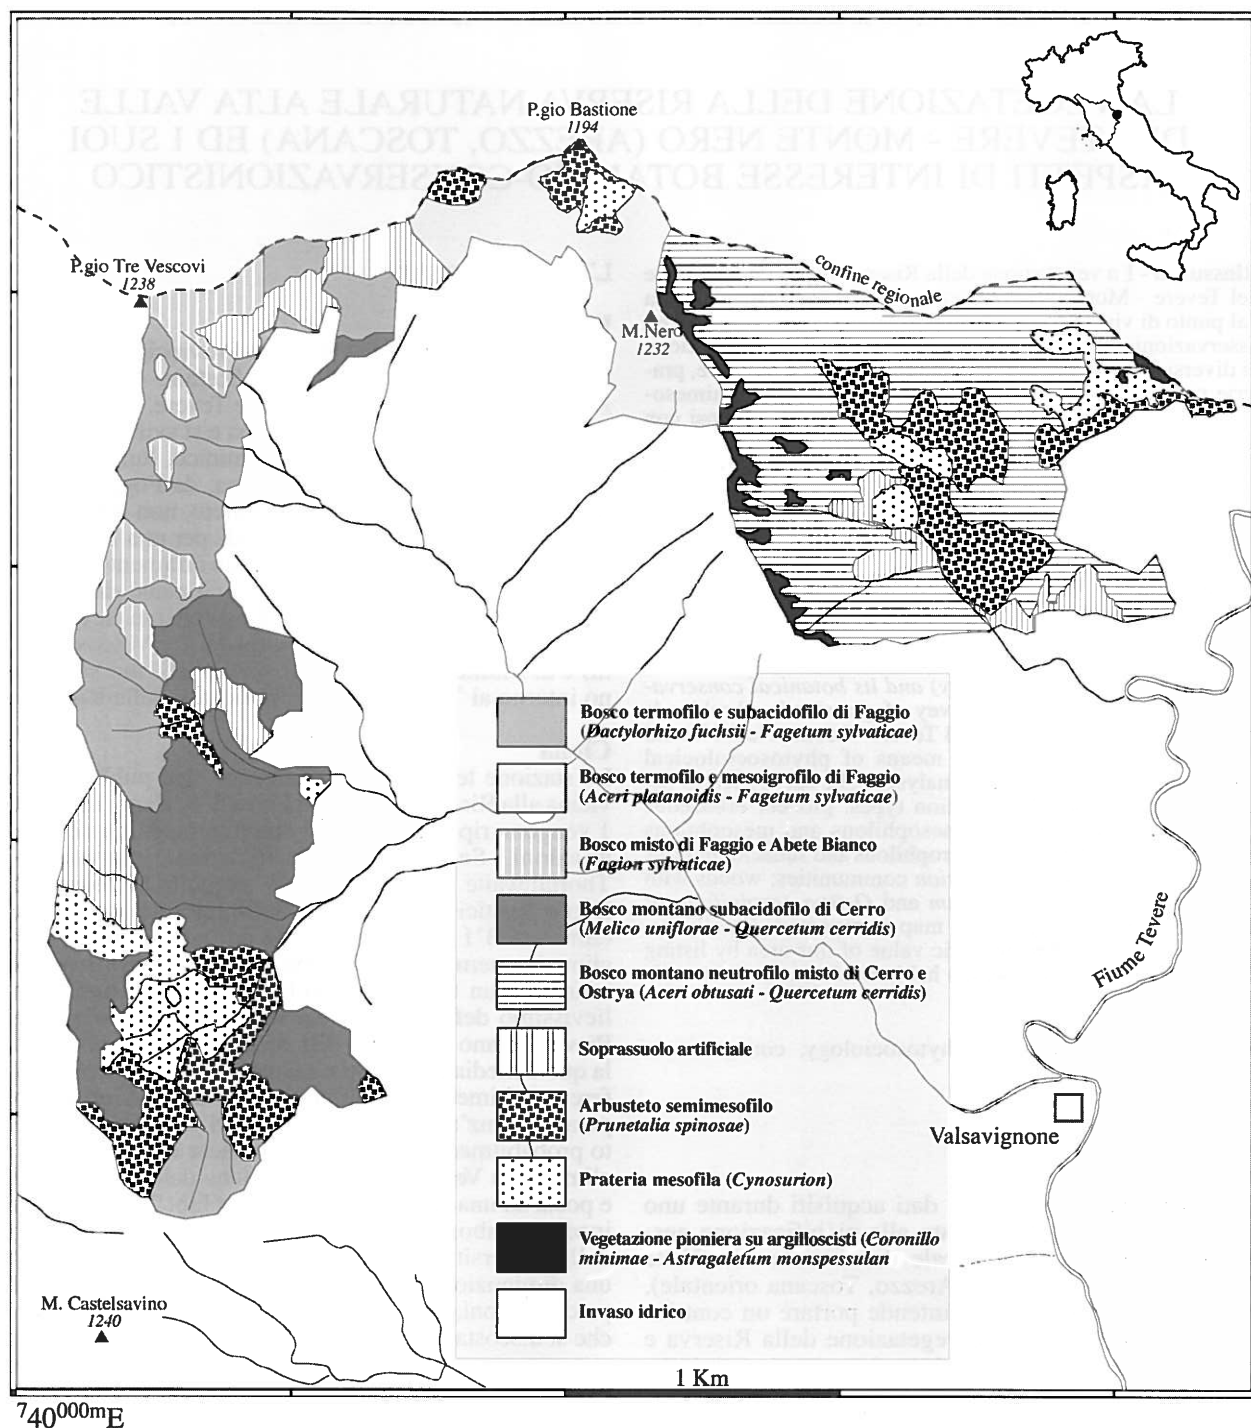 P.gio Bastione
1194
P.gio Tre Vescovi
1238
confine regionale
M.Nero
1232
Bosco termofilo e subacidofilo di Faggio
(Dactylorhizo fuchsii - Fagetum sylvaticae)
Bosco termofilo e mesoigrofilo di Faggio
(Aceri platanoidis - Fagetum sylvaticae)
Bosco misto di Faggio e Abete Bianco
(Fagion sylvaticae)
Bosco montano subacidofilo di Cerro
(Melico uniflorae - Quercetum cerridis)
Bosco montano neutrofilo misto di Cerro e
Ostrya (Aceri obtusati - Quercetum cerridis)
Soprassuolo artificiale
Arbusteto semimesofilo
(Prunetalia spinosae)
Prateria mesofila (Cynosurion)
Vegetazione pioniera su argilloscisti (Coronillo
minimae - Astragaletum monspessulan
Invaso idrico
Fiume Tevere
Valsavignone
M. Castelsavino
1240
1 Km
740000mE